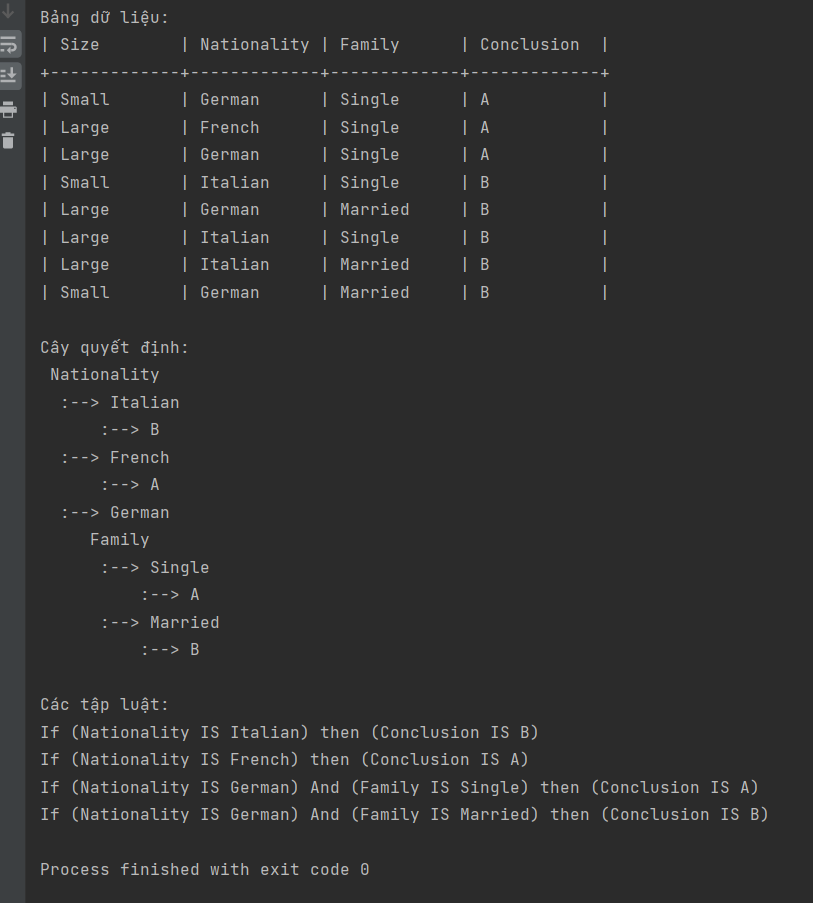 Bảng dữ liệu:
| Size        | Nationality | Family      | Conclusion  |
+-------------+-------------+-------------+-------------+
| Small       | German      | Single      | A           |
| Large       | French      | Single      | A           |
| Large       | German      | Single      | A           |
| Small       | Italian     | Single      | B           |
| Large       | German      | Married     | B           |
| Large       | Italian     | Single      | B           |
| Large       | Italian     | Married     | B           |
| Small       | German      | Married     | B           |

Cây quyết định:
 Nationality
  :--> Italian
      :--> B
  :--> French
      :--> A
  :--> German
     Family
      :--> Single
          :--> A
      :--> Married
          :--> B

Các tập luật:
If (Nationality IS Italian) then (Conclusion IS B)
If (Nationality IS French) then (Conclusion IS A)
If (Nationality IS German) And (Family IS Single) then (Conclusion IS A)
If (Nationality IS German) And (Family IS Married) then (Conclusion IS B)

Process finished with exit code 0